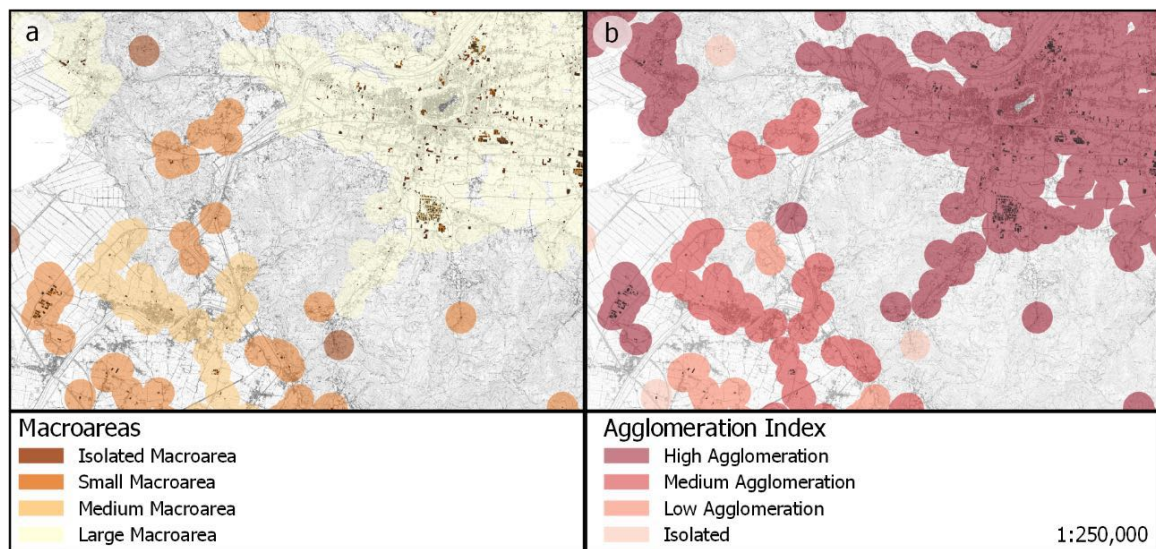 a
b
Macroareas
Isolated Macroarea
Small Macroarea
Medium Macroarea
Large Macroarea
Agglomeration Index
High Agglomeration
Medium Agglomeration
Low Agglomeration
Isolated
1:250,000